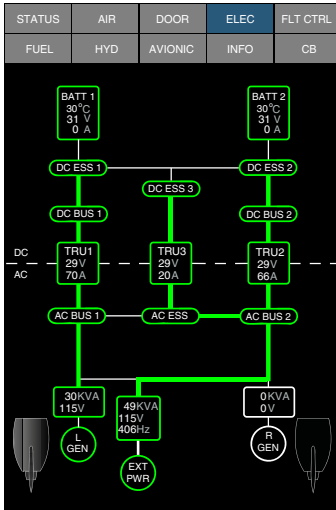 STATUS AIR DOOR ELEC FLT CTRL
FUEL HYD AVIONIC INFO CB
BATT 1
30°C
31 V
0 A
BATT 2
30°C
31 V
0 A
DC ESS 1
DC ESS 2
DC ESS 3
DC BUS 1
DC BUS 2
DC
AC
TRU1
29V
70A
TRU3
29V
20A
TRU2
29V
66A
AC BUS 1
AC ESS
AC BUS 2
30KVA
115V
49KVA
115V
406Hz
0KVA
0V
L
GEN
R
GEN
EXT
PWR